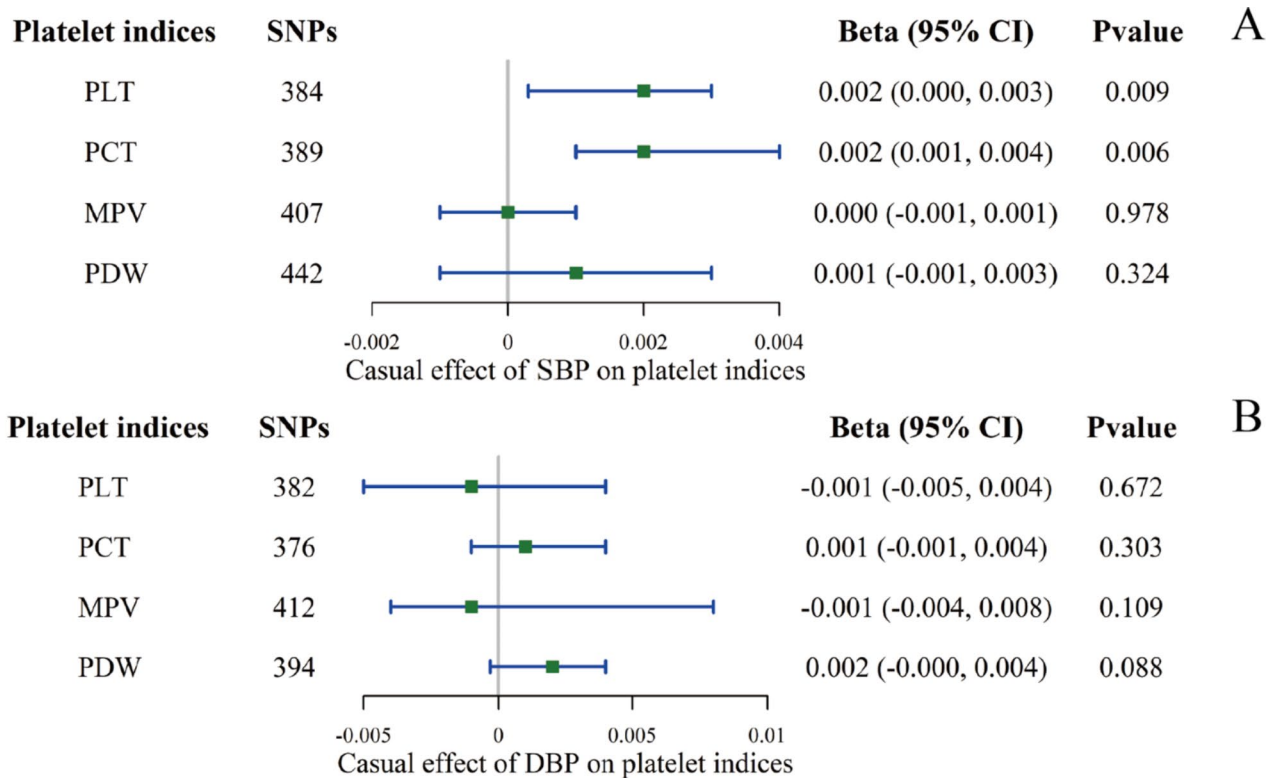 Platelet indices SNPs Beta (95% CI) Pvalue A
PLT 384 0.002 (0.000, 0.003) 0.009
PCT 389 0.002 (0.001, 0.004) 0.006
MPV 407 0.000 (-0.001, 0.001) 0.978
PDW 442 0.001 (-0.001, 0.003) 0.324
-0.002 0 0.002 0.004
Casual effect of SBP on platelet indices
Platelet indices SNPs Beta (95% CI) Pvalue B
PLT 382 -0.001 (-0.005, 0.004) 0.672
PCT 376 0.001 (-0.001, 0.004) 0.303
MPV 412 -0.001 (-0.004, 0.008) 0.109
PDW 394 0.002 (-0.000, 0.004) 0.088
-0.005 0 0.005 0.01
Casual effect of DBP on platelet indices